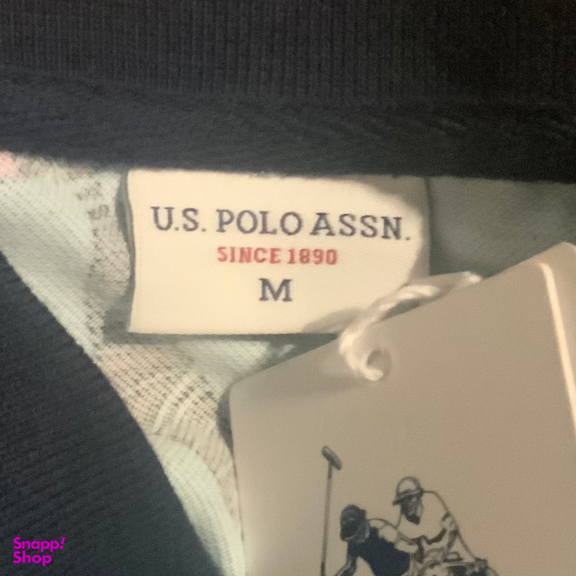 U.S. POLO ASSN.
SINCE 1890
M
Snapp!
Shop